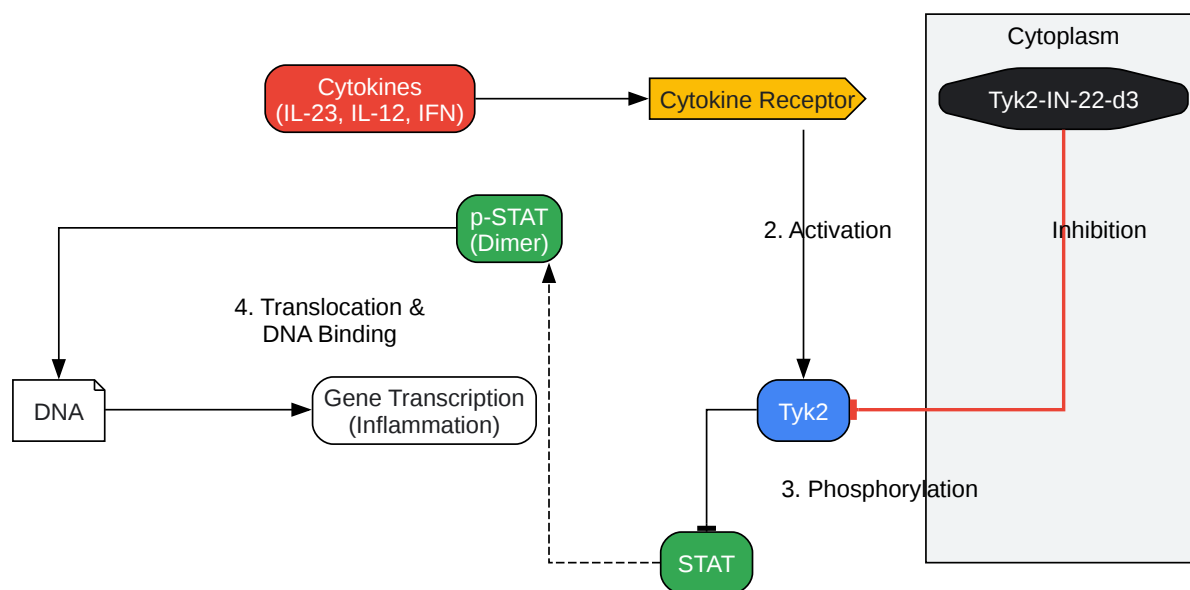 Cytoplasm
Cytokines
(IL-23, IL-12, IFN)
Cytokine Receptor
Tyk2-IN-22-d3
p-STAT
(Dimer)
2. Activation
Inhibition
4. Translocation &
DNA Binding
DNA
Gene Transcription
(Inflammation)
Tyk2
3. Phosphorylation
STAT